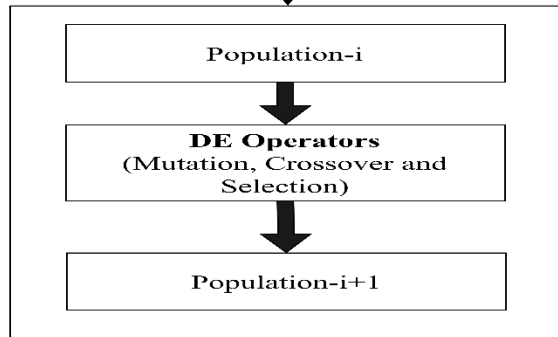 Population-i
DE Operators
(Mutation, Crossover and
Selection)
Population-i+1